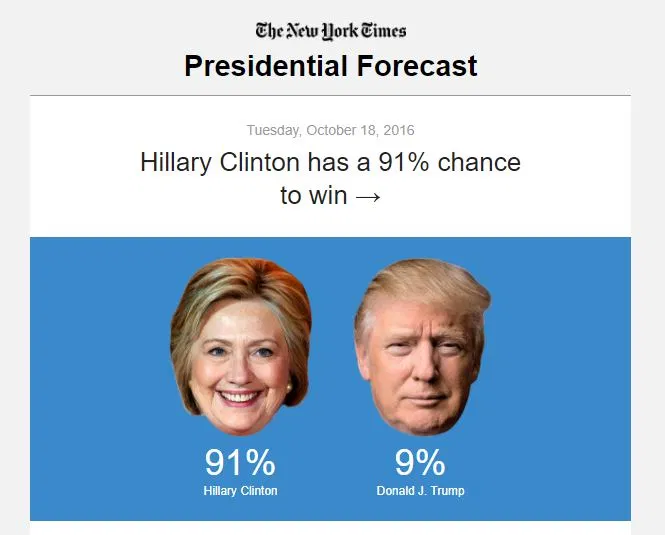 The New York Times
Presidential Forecast
Tuesday, October 18, 2016
Hillary Clinton has a 91% chance
to win →
91% 9%
Hillary Clinton Donald J. Trump